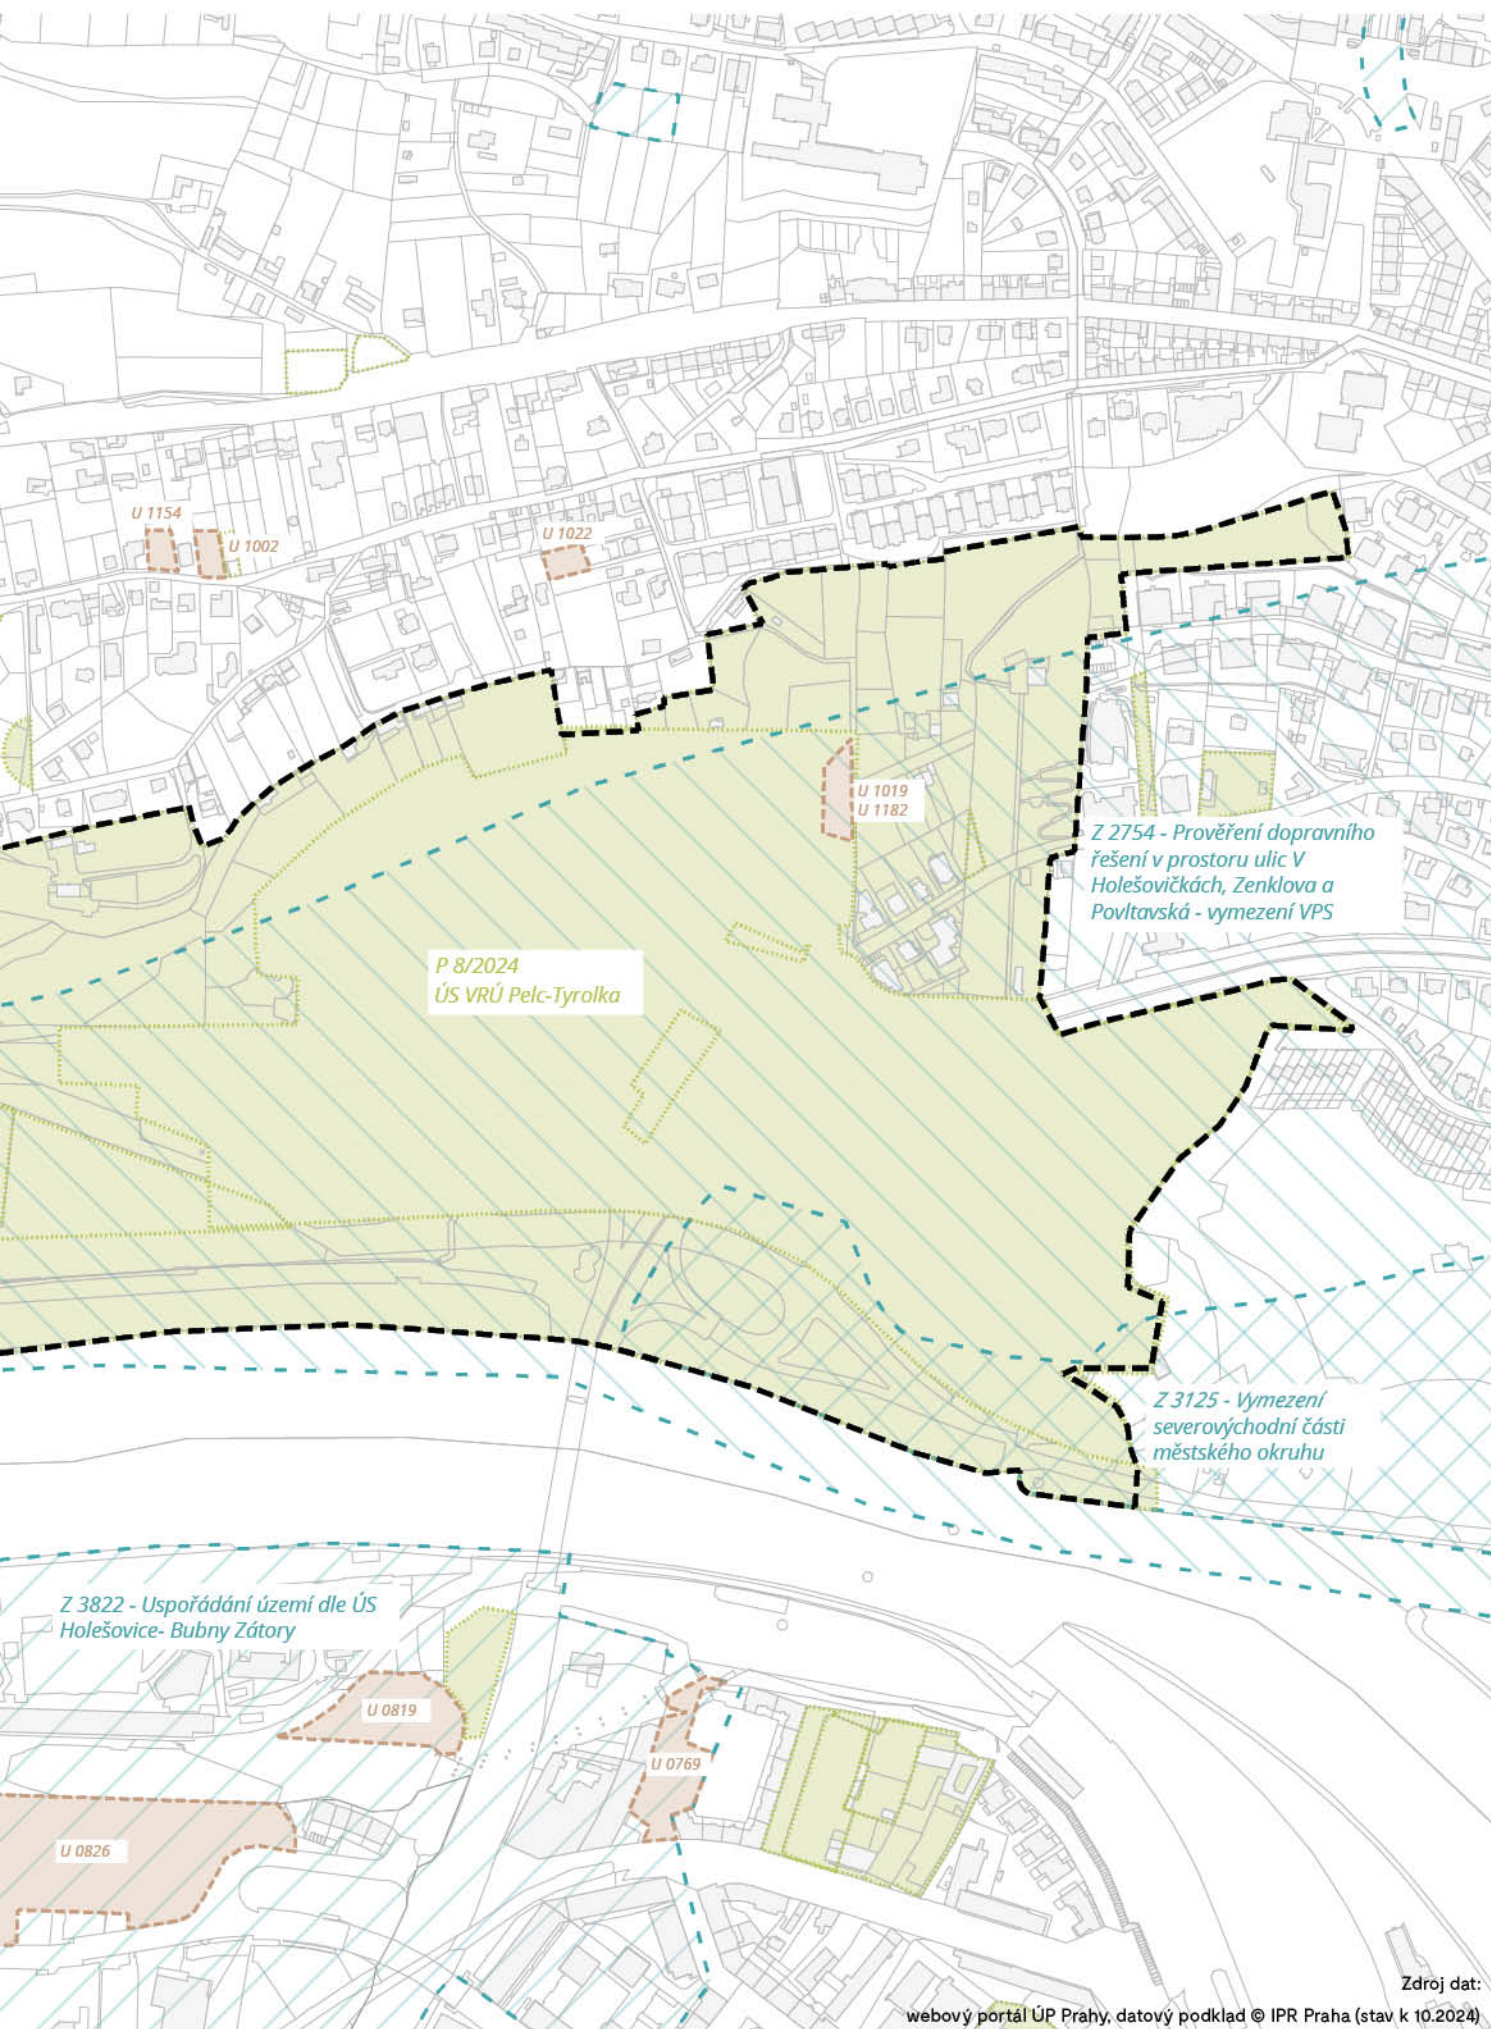 U 1154
U 1002
U 1022
U 1019
U 1182
Z 2754 - Prověření dopravního
řešení v prostoru ulic V
Holešovičkách, Zenklova a
Povltavská - vymezení VPS
P 8/2024
ÚS VRÚ Pelc-Tyrolka
Z 3125 - Vymezení
severovýchodní části
městského okruhu
Z 3822 - Uspořádání území dle ÚS
Holešovice- Bubny Zátory
U 0819
U 0769
U 0826
Zdroj dat:
webový portál ÚP Prahy, datový podklad © IPR Praha (stav k 10.2024)